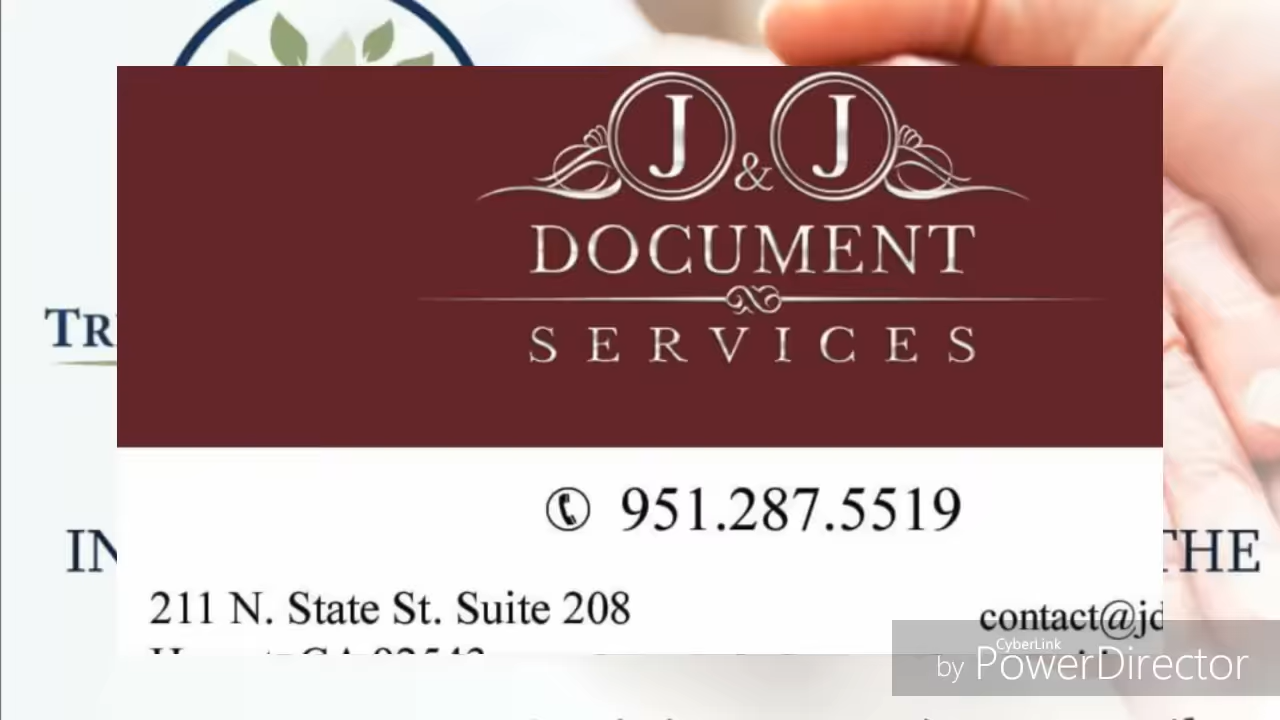 J & J
DOCUMENT
SERVICES
TR
951.287.5519
IN
THE
211 N. State St. Suite 208
contact@jd
CyberLink
by PowerDirector